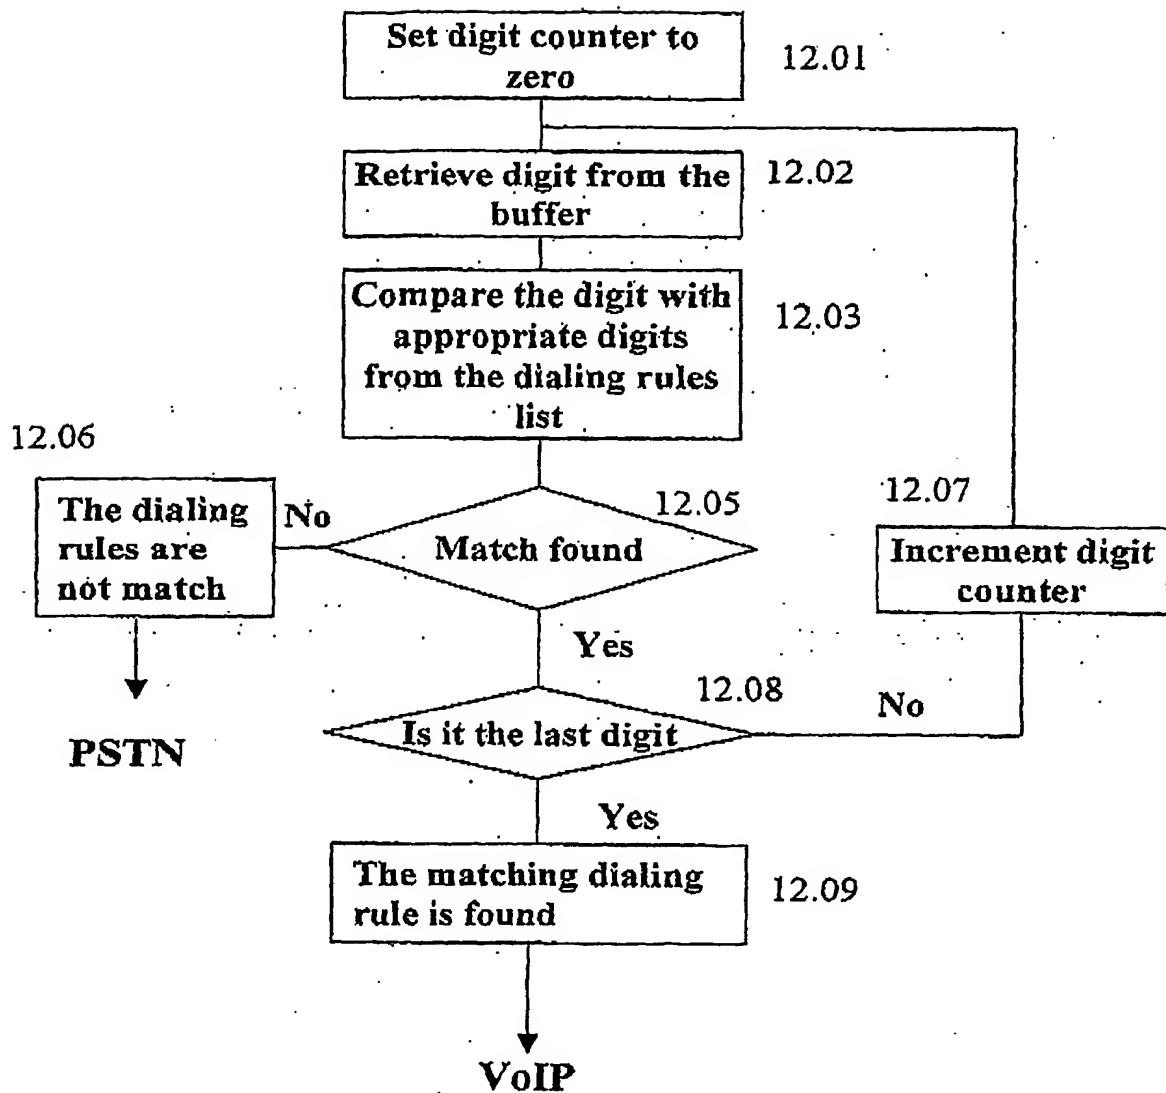 Set digit counter to
zero
12.01
Retrieve digit from the
buffer
12.02
Compare the digit with
appropriate digits
from the dialing rules
list
12.03
12.06
The dialing
rules are
not match
No
12.05
Match found
12.07
Increment digit
counter
Yes
PSTN
12.08
Is it the last digit
No
Yes
The matching dialing
rule is found
12.09
VoIP